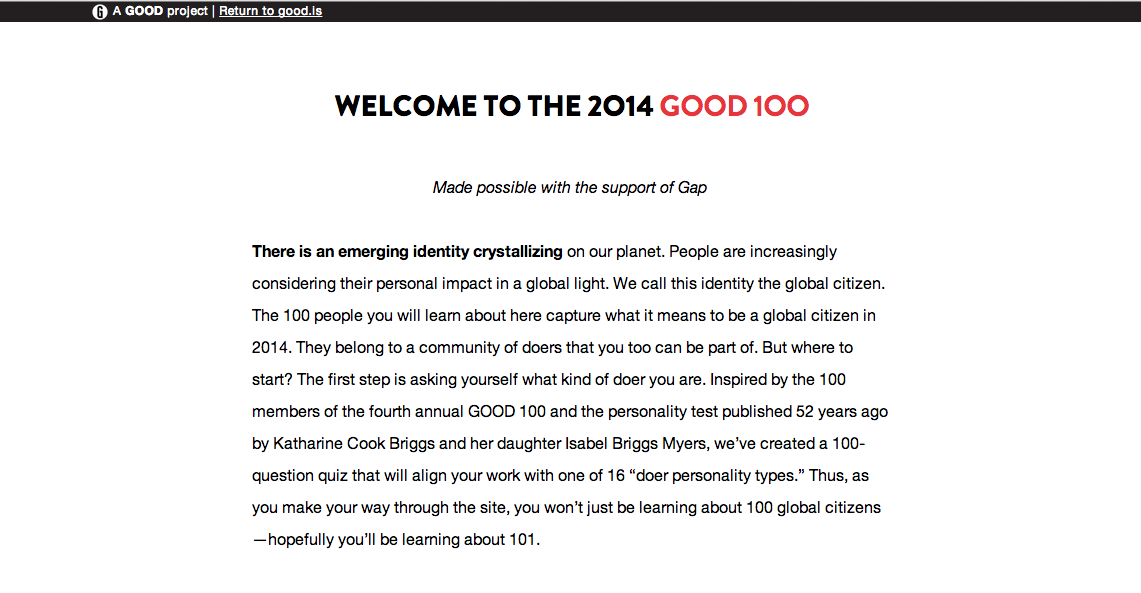 G A GOOD project | Return to good.is
WELCOME TO THE 2014 GOOD 100
Made possible with the support of Gap
There is an emerging identity crystallizing on our planet. People are increasingly
considering their personal impact in a global light. We call this identity the global citizen.
The 100 people you will learn about here capture what it means to be a global citizen in
2014. They belong to a community of doers that you too can be part of. But where to
start? The first step is asking yourself what kind of doer you are. Inspired by the 100
members of the fourth annual GOOD 100 and the personality test published 52 years ago
by Katharine Cook Briggs and her daughter Isabel Briggs Myers, we’ve created a 100-
question quiz that will align your work with one of 16 “doer personality types.” Thus, as
you make your way through the site, you won’t just be learning about 100 global citizens
—hopefully you’ll be learning about 101.